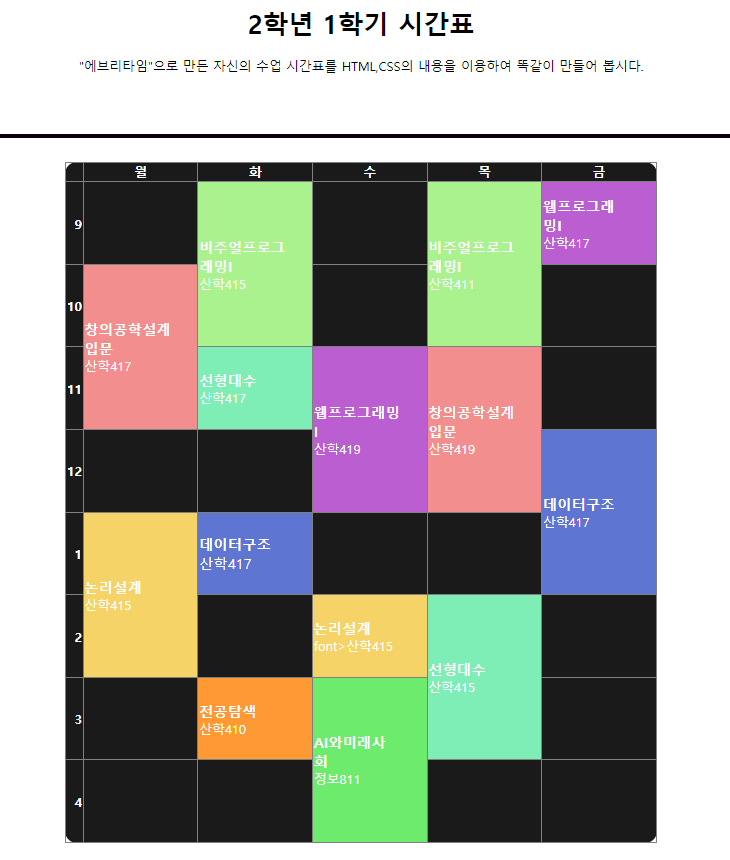 2학년 1학기 시간표
"에브리타임"으로 만든 자신의 수업 시간표를 HTML,CSS의 내용을 이용하여 똑같이 만들어 봅시다.
월 화 수 목 금
9
비주얼프로그
래밍I
산학415
비주얼프로그
래밍I
산학411
웹프로그래
밍I
산학417
10
창의공학설계
입문
산학417
11
선형대수
산학417
웹프로그래밍
I
산학419
창의공학설계
입문
산학419
12
데이터구조
산학417
1
논리설계
산학415
데이터구조
산학417
2
논리설계
font>산학415
선형대수
산학415
3
전공탐색
산학410
AI와미래사
회
정보811
4